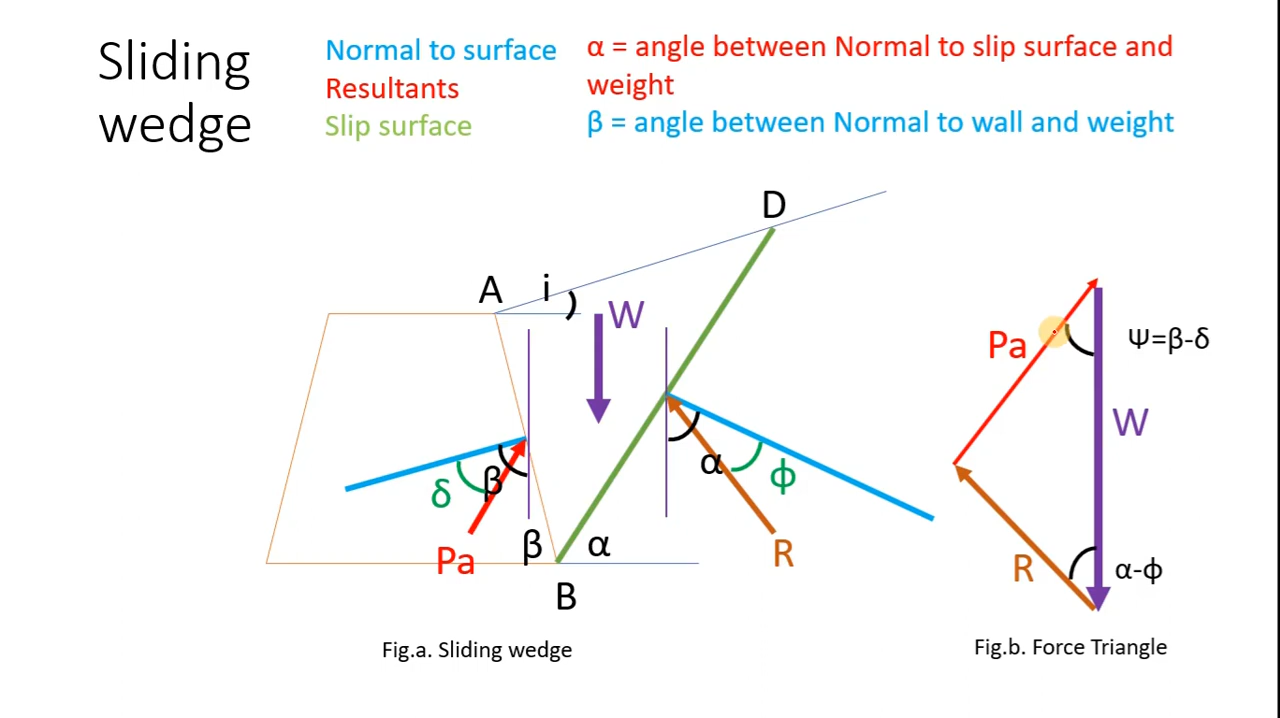 Sliding
wedge
Normal to surface
Resultants
Slip surface
α = angle between Normal to slip surface and
weight
β = angle between Normal to wall and weight
D
A
i
W
δ
β
Pa
β
α
B
α
ϕ
R
Pa
Ψ=β-δ
W
R
α-ϕ
Fig.a. Sliding wedge
Fig.b. Force Triangle